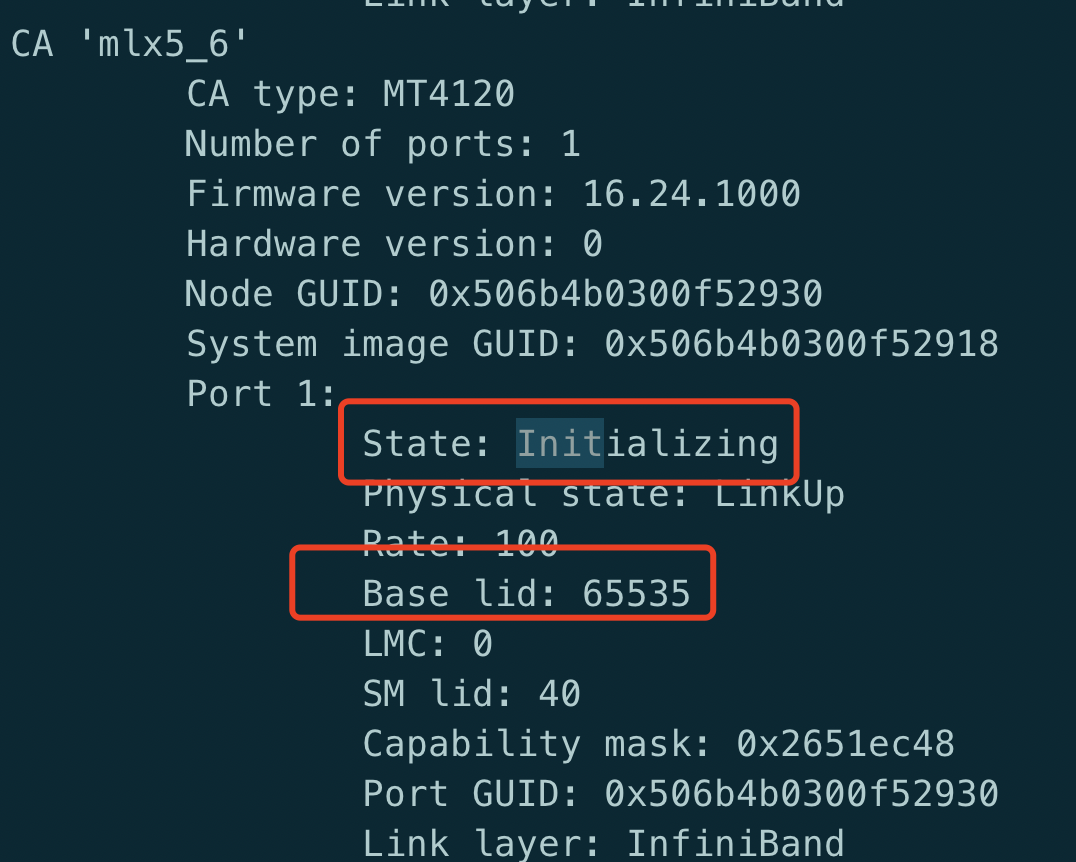 Link layer: InfiniBand
CA 'mlx5_6'
CA type: MT4120
Number of ports: 1
Firmware version: 16.24.1000
Hardware version: 0
Node GUID: 0x506b4b0300f52930
System image GUID: 0x506b4b0300f52918
Port 1:
State: Initializing
Physical state: LinkUp
Rate: 100
Base lid: 65535
LMC: 0
SM lid: 40
Capability mask: 0x2651ec48
Port GUID: 0x506b4b0300f52930
Link layer: InfiniBand